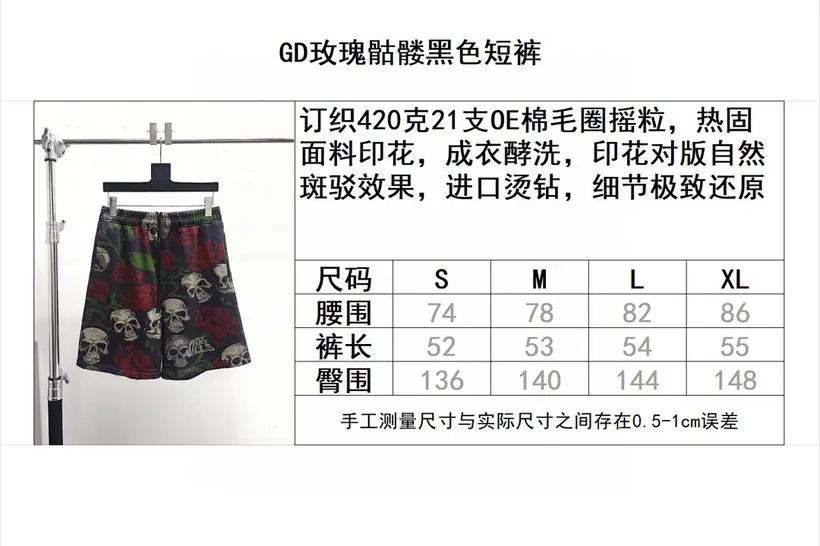 GD玫瑰骷髅黑色短裤
订织420克21支OE棉毛圈摇粒，热固
面料印花，成衣酵洗，印花对版自然
斑驳效果，进口烫钻，细节极致还原
尺码 S M L XL
腰围 74 78 82 86
裤长 52 53 54 55
臀围 136 140 144 148
手工测量尺寸与实际尺寸之间存在0.5-1cm误差